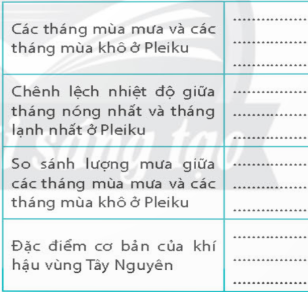 Các tháng mùa mưa và các
tháng mùa khô ở Pleiku
Chênh lệch nhiệt độ giữa
tháng nóng nhất và tháng
lạnh nhất ở Pleiku
So sánh lượng mưa giữa
các tháng mùa mưa và các
tháng mùa khô ở Pleiku
Đặc điểm cơ bản của khí
hậu vùng Tây Nguyên